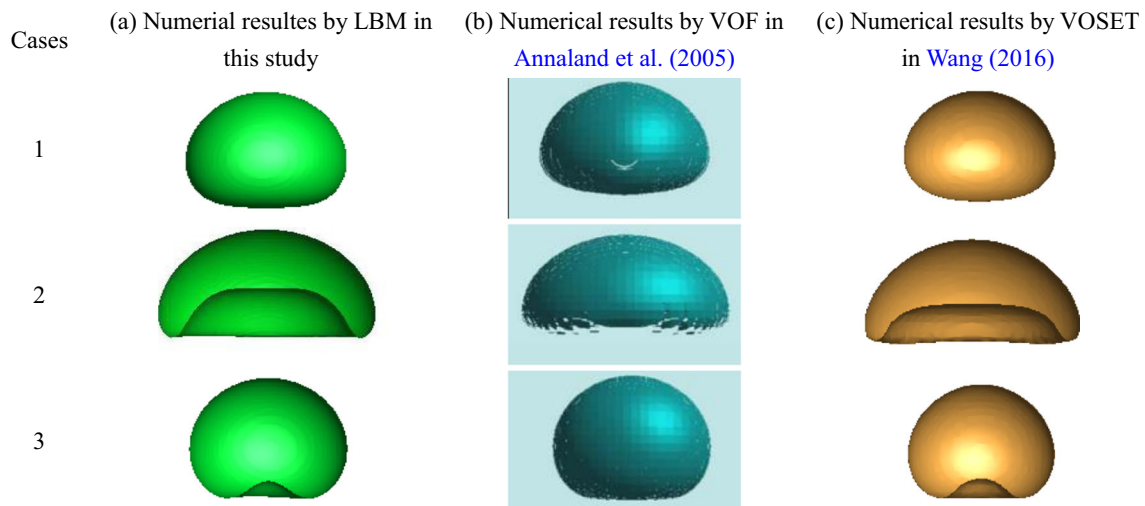 Cases
(a) Numerial resultes by LBM in
this study
(b) Numerical results by VOF in
Annaland et al. (2005)
(c) Numerical results by VOSET
in Wang (2016)
1
2
3